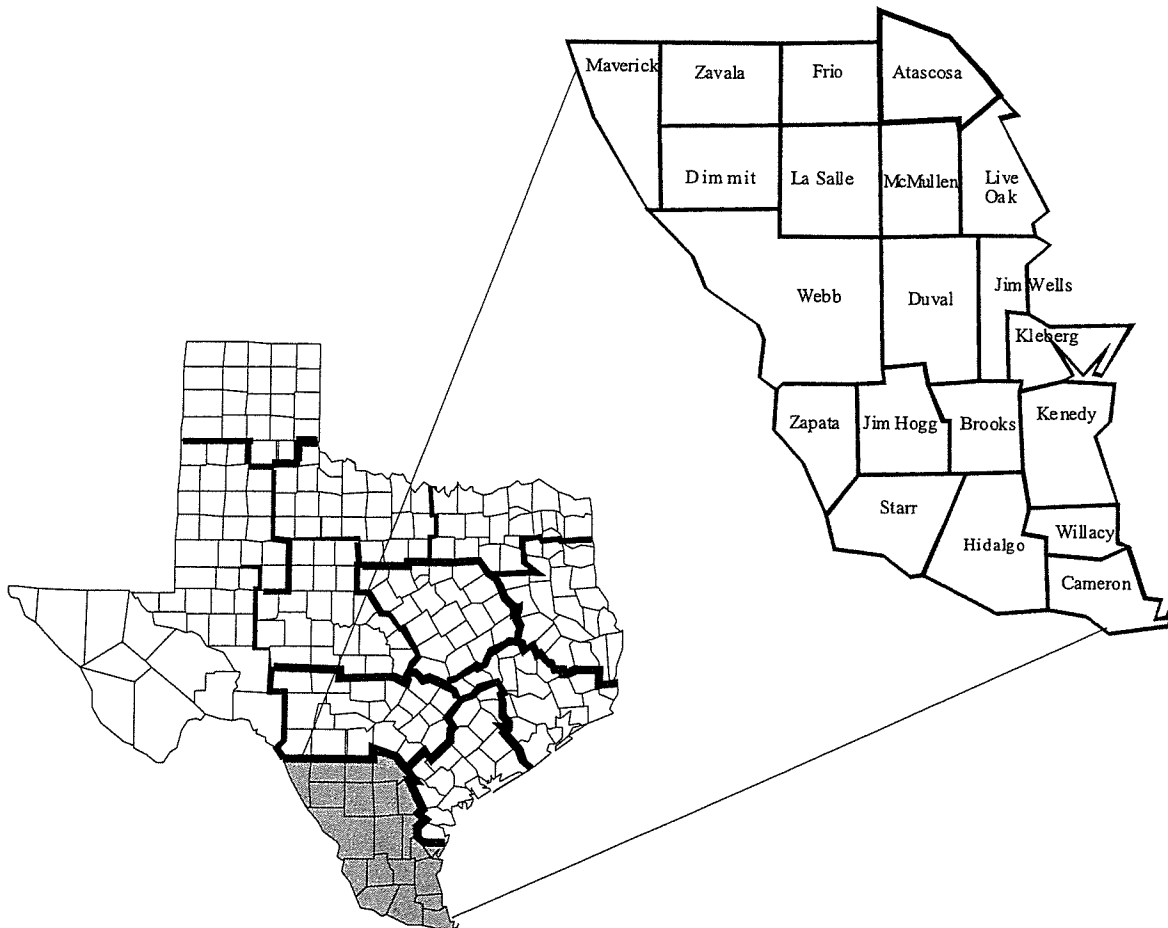 Maverick
Zavala
Frio
Atascosa
Dimmit
La Salle
McMullen
Live
Oak
Webb
Duval
Jim Wells
Kleberg
Zapata
Jim Hogg
Brooks
Kenedy
Starr
Hidalgo
Willacy
Cameron